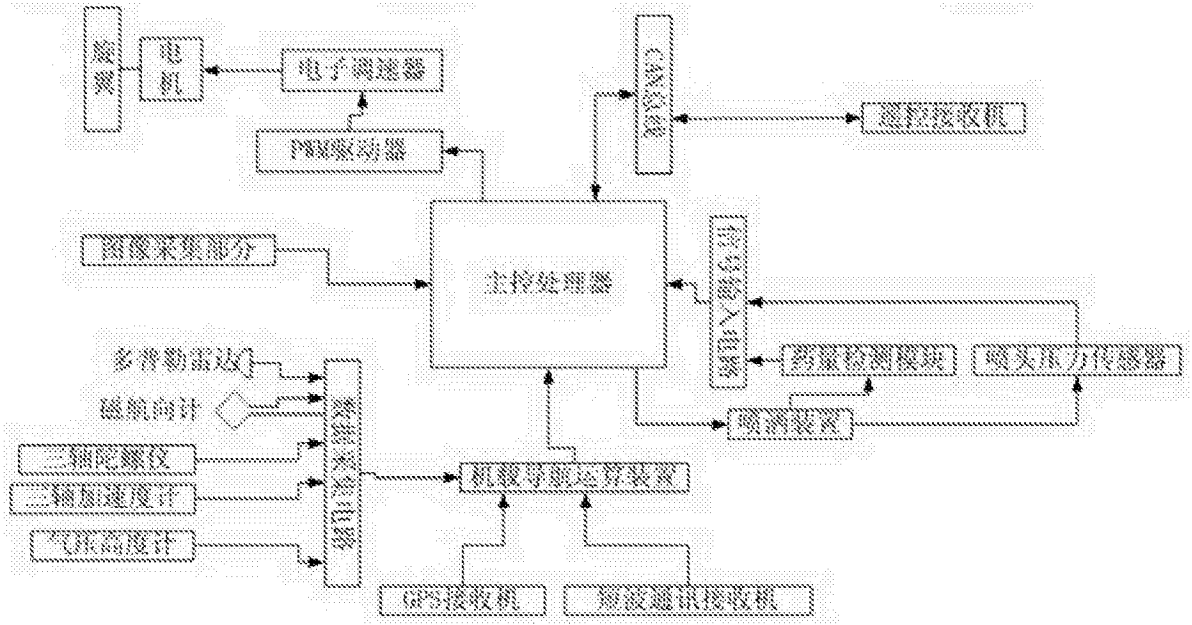 旋翼
电机
电子调速器
CAN总线
遥控接收机
PWM驱动器
图像采集部分
主控处理器
信号输入电路
多普勒雷达
药量检测模块
喷头压力传感器
磁航向计
喷洒装置
三轴陀螺仪
机载导航运算装置
三轴加速度计
气压高度计
GPS接收机
短波通讯接收机